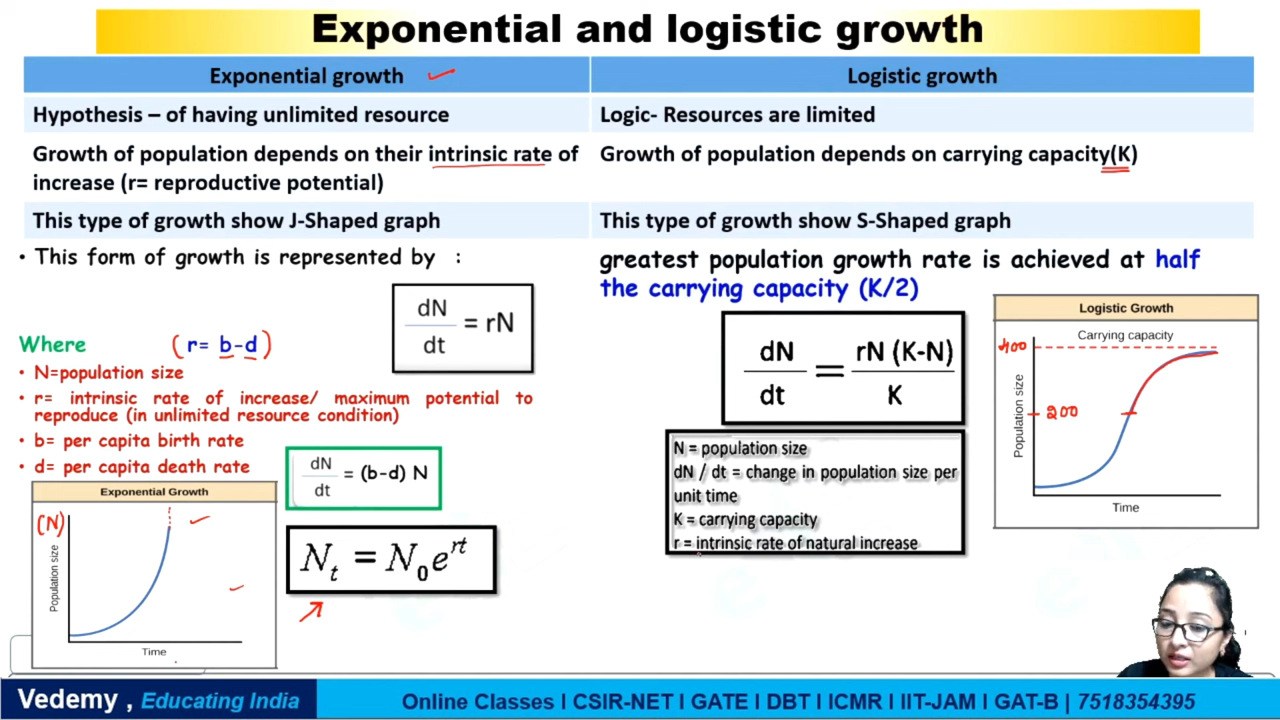 Exponential and logistic growth
Exponential growth
Logistic growth
Hypothesis – of having unlimited resource
Logic- Resources are limited
Growth of population depends on their intrinsic rate of
increase (r= reproductive potential)
Growth of population depends on carrying capacity(K)
This type of growth show J-Shaped graph
This type of growth show S-Shaped graph
• This form of growth is represented by :
dN
dt
= rN
Where (r= b-d)
• N=population size
• r= intrinsic rate of increase/ maximum potential to
reproduce (in unlimited resource condition)
• b= per capita birth rate
• d= per capita death rate
dN
dt
= (b-d) N
Exponential Growth
(N)
Population size
Time
Nt = N0e^rt
greatest population growth rate is achieved at half
the carrying capacity (K/2)
dN
dt
=
rN (K-N)
K
N = population size
dN / dt = change in population size per
unit time
K = carrying capacity
r = intrinsic rate of natural increase
Logistic Growth
Carrying capacity
400
200
Population size
Time
Vedemy , Educating India
Online Classes I CSIR-NET I GATE I DBT I ICMR I IIT-JAM I GAT-B | 7518354395